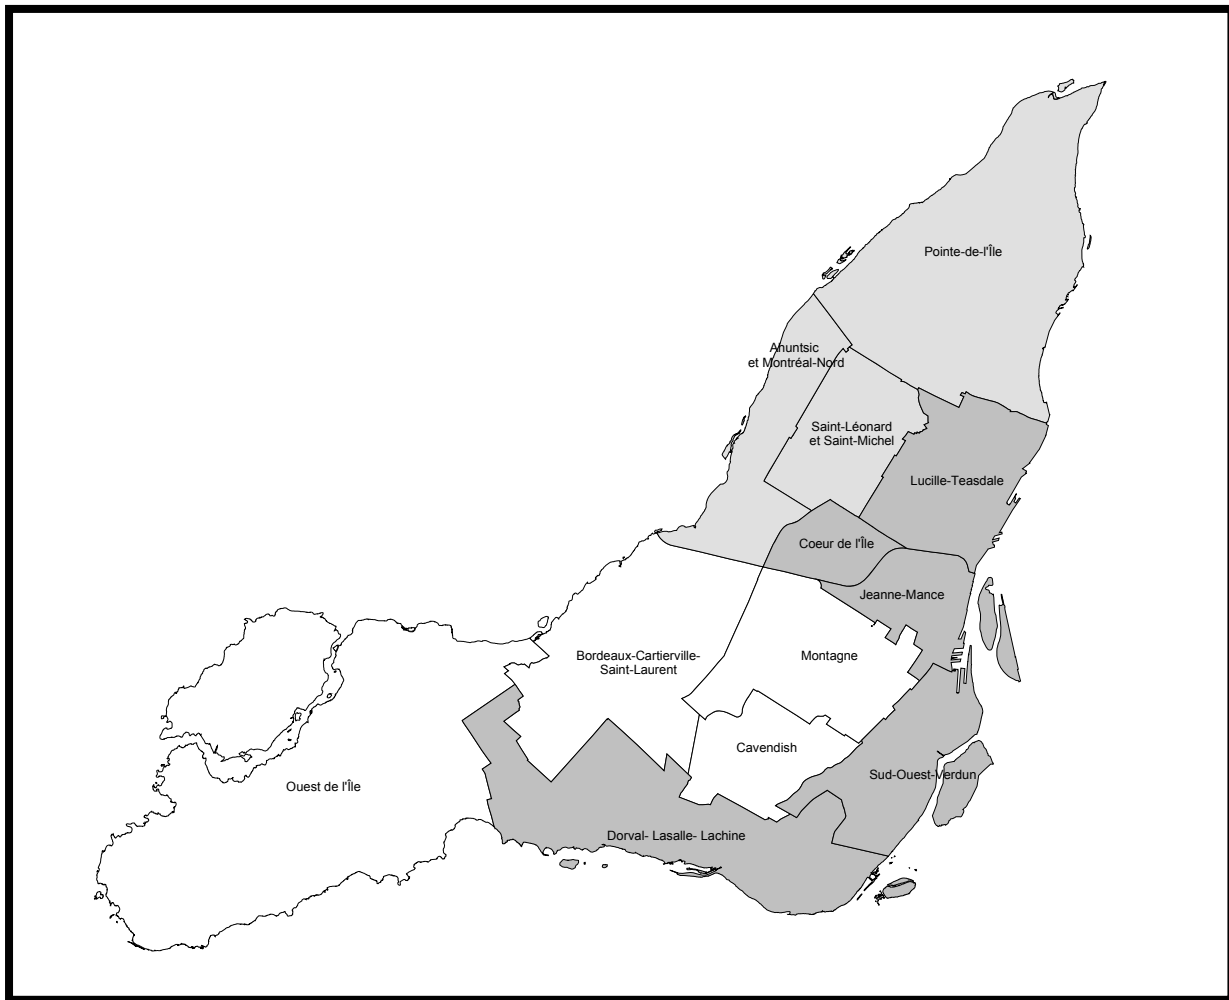 Pointe-de-l'Île
Ahuntsic
et Montréal-Nord
Saint-Léonard
et Saint-Michel
Lucille-Teasdale
Coeur de l'Île
Jeanne-Mance
Bordeaux-Cartierville-
Saint-Laurent
Montagne
Cavendish
Sud-Ouest-Verdun
Ouest de l'Île
Dorval- Lasalle- Lachine